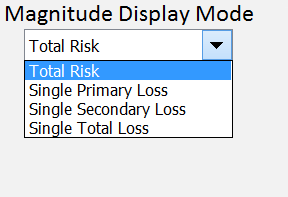 Magnitude Display Mode
Total Risk
Total Risk
Single Primary Loss
Single Secondary Loss
Single Total Loss